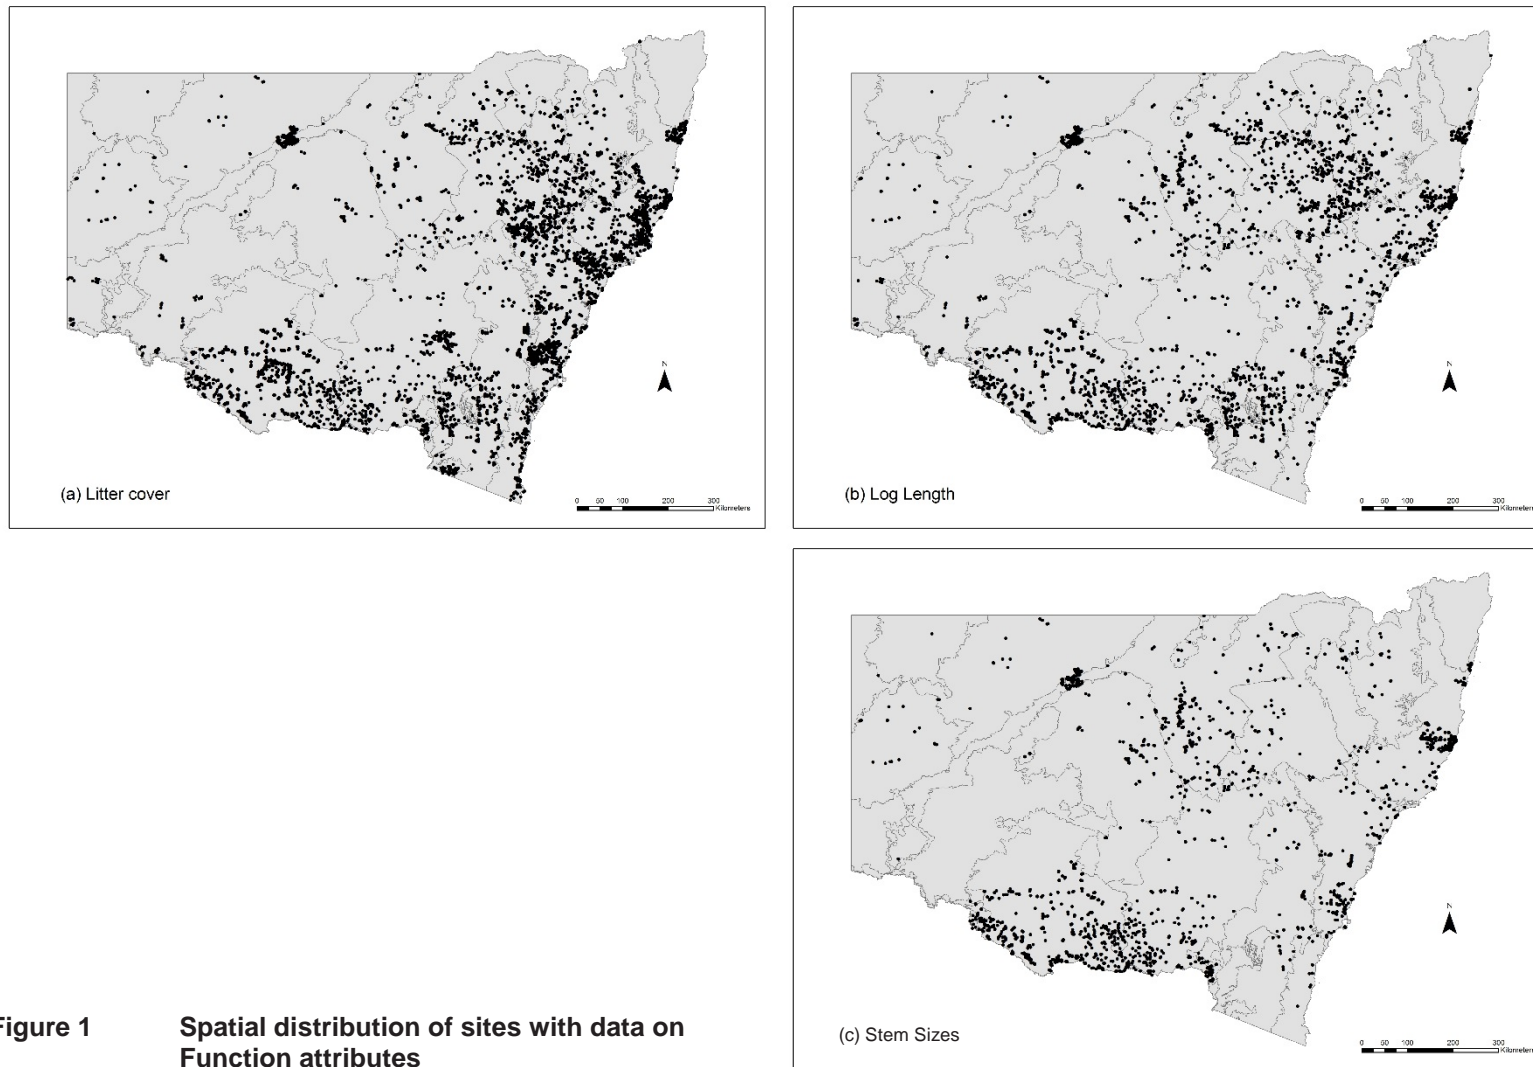 N
(a) Litter cover
0 50 100 200 300
Kilometers
N
(b) Log Length
0 50 100 200 300
Kilometers
N
(c) Stem Sizes
0 50 100 200 300
Kilometers
Figure 1 Spatial distribution of sites with data on
Function attributes